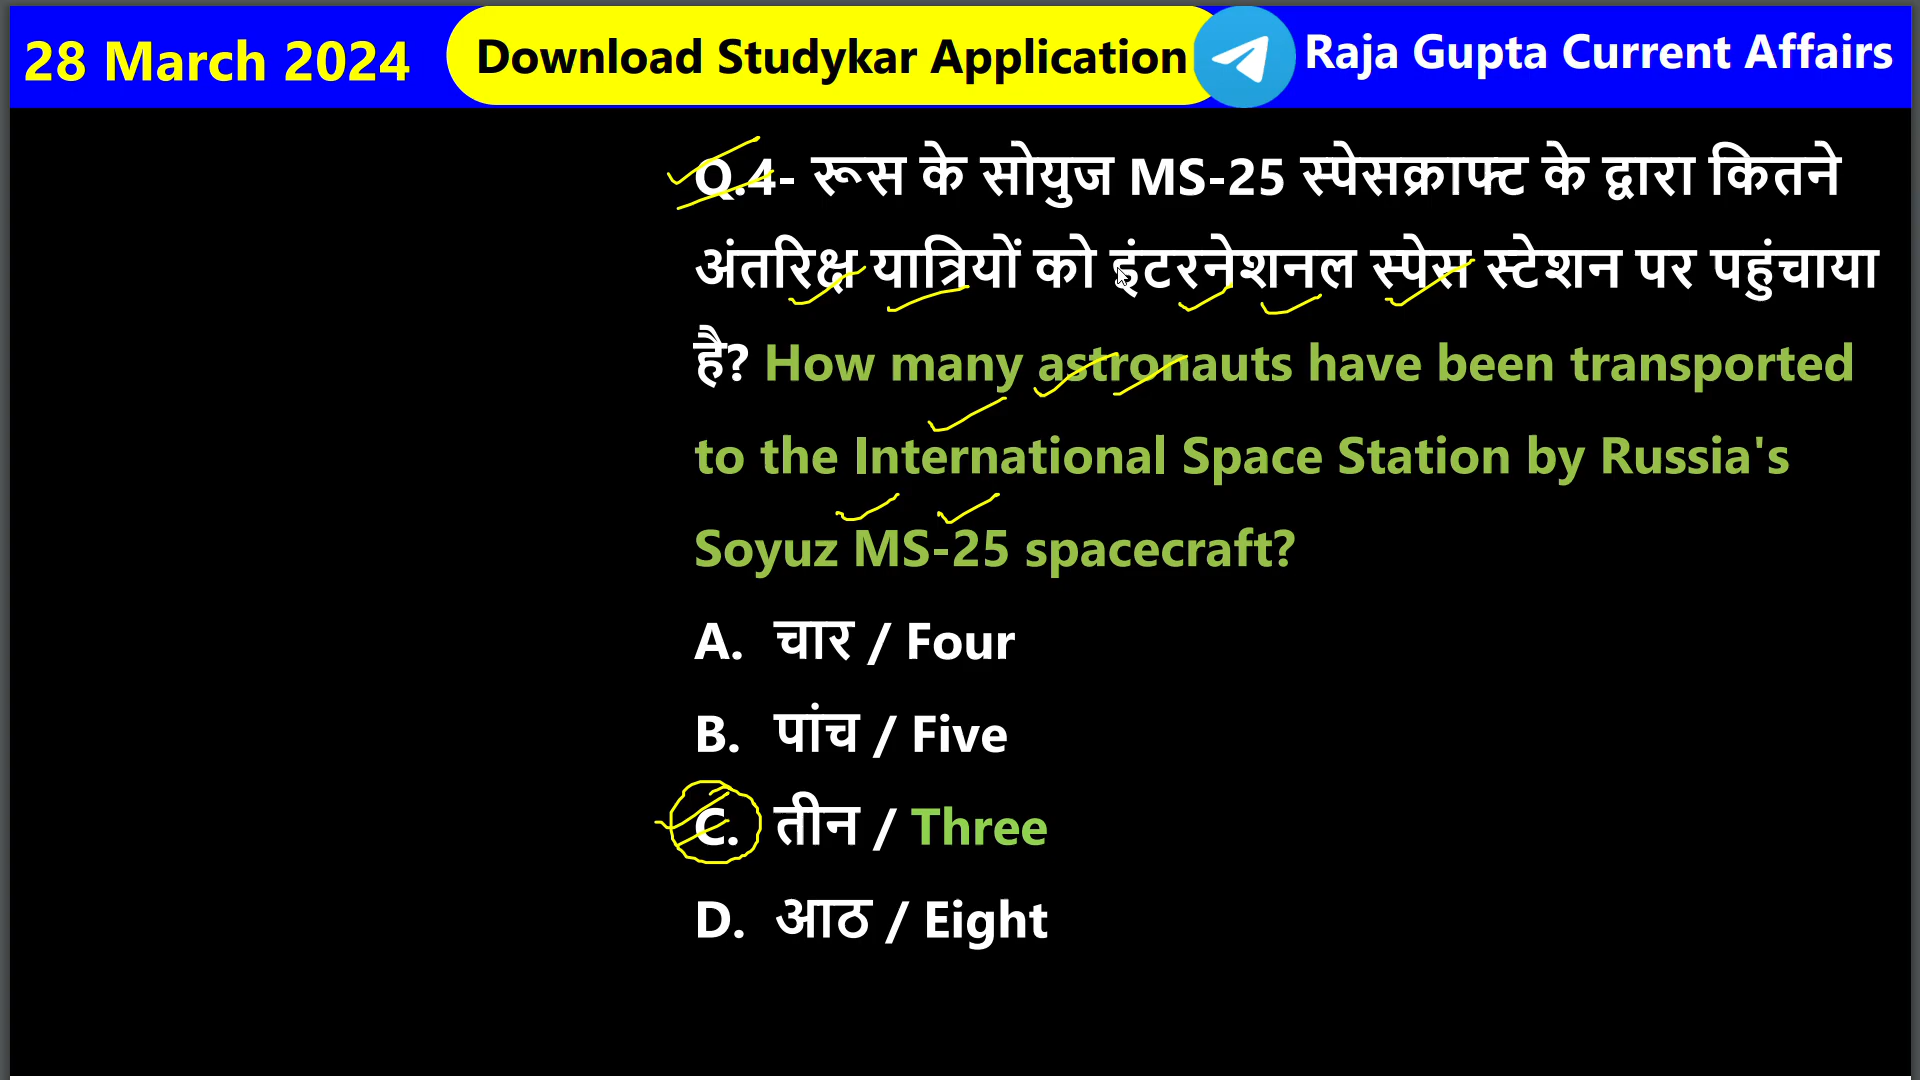 28 March 2024
Download Studykar Application
Raja Gupta Current Affairs
Q.4- रूस के सोयुज MS-25 स्पेसक्राफ्ट के द्वारा कितने
अंतरिक्ष यात्रियों को इंटरनेशनल स्पेस स्टेशन पर पहुंचाया
है? How many astronauts have been transported
to the International Space Station by Russia's
Soyuz MS-25 spacecraft?
A. चार / Four
B. पांच / Five
C. तीन / Three
D. आठ / Eight